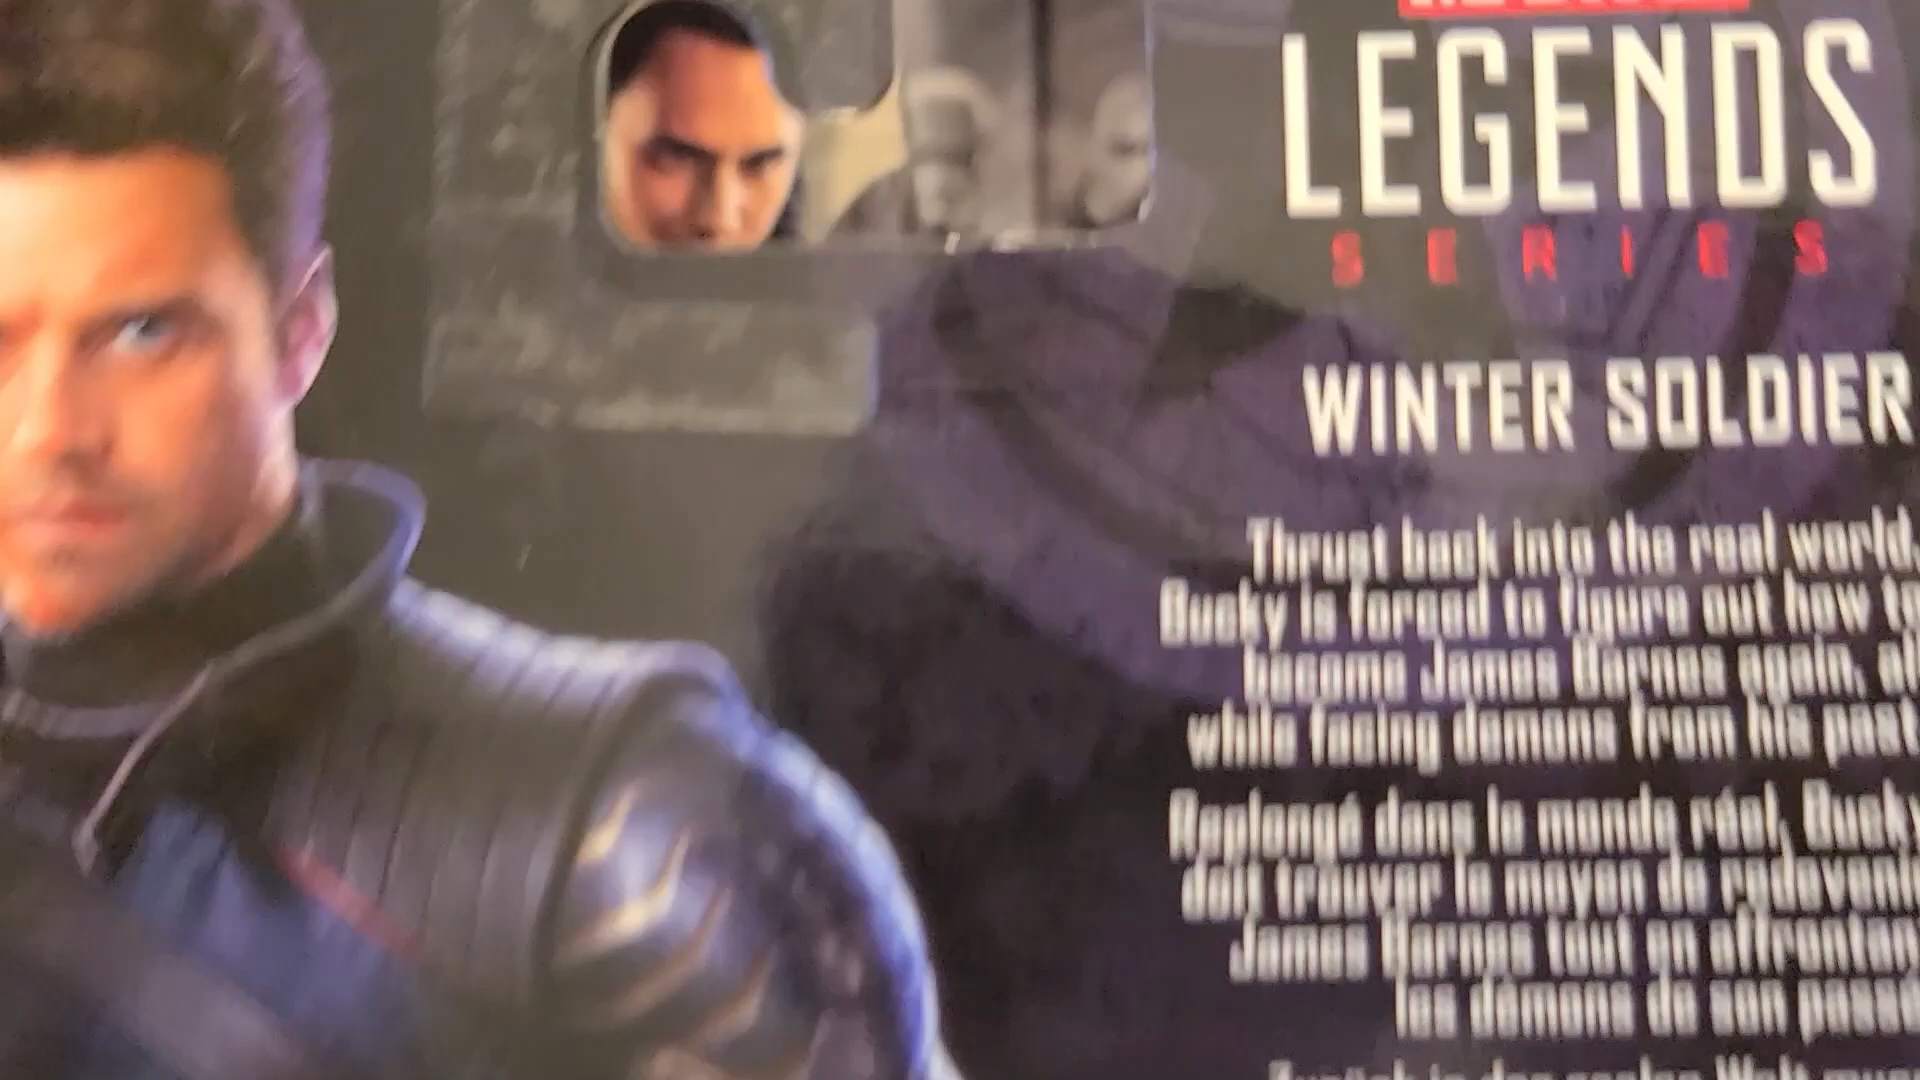 LEGENDS
SERIES
WINTER SOLDIER
Thrust back into the real world,
Bucky is forced to figure out how to
become James Barnes again, all
while facing demons from his past
Replongé dans le monde réel, Bucky
doit trouver le moyen de redevenir
James Barnes tout en affrontant
les démons de son passé